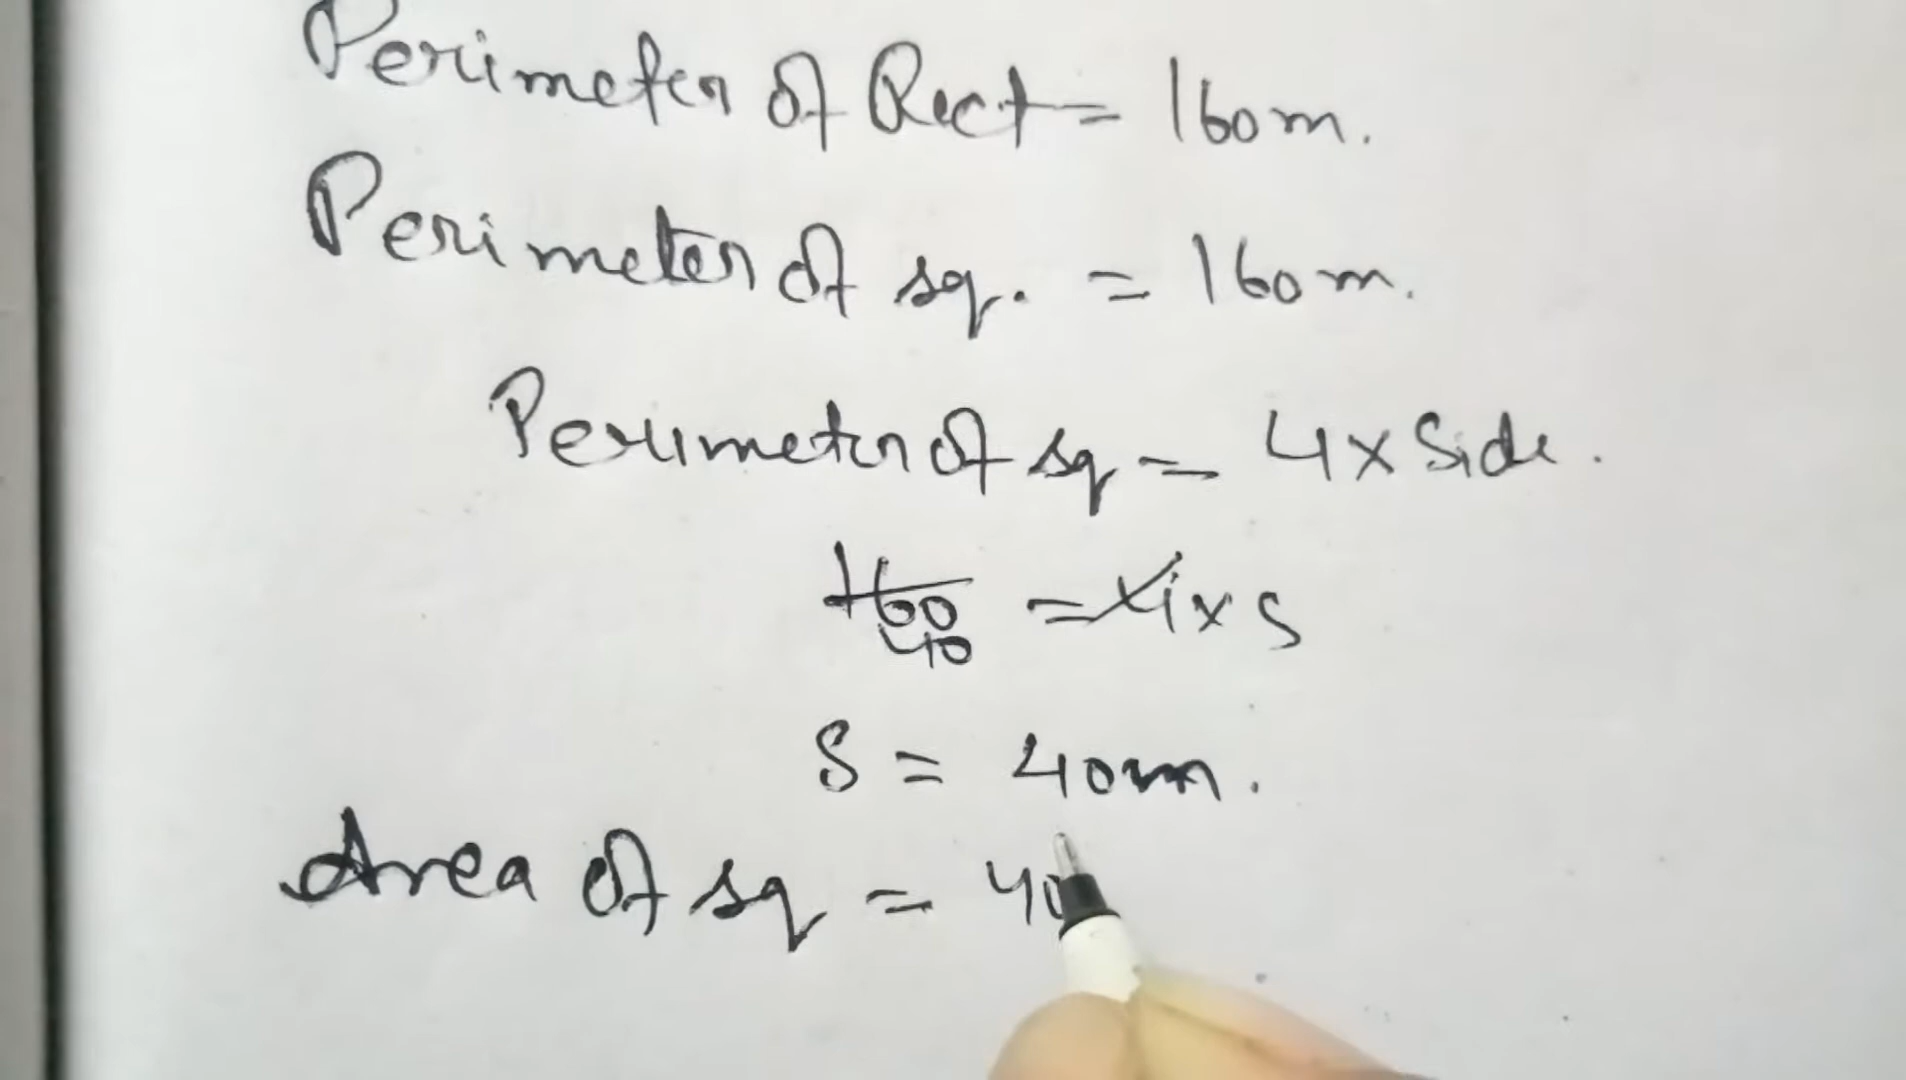 Perimeter of Rect = 160m.
Perimeter of sq. = 160m.
Perimeter of sq = 4 x Side.
160 = 4 x S
40
S = 40m.
Area of sq = 40